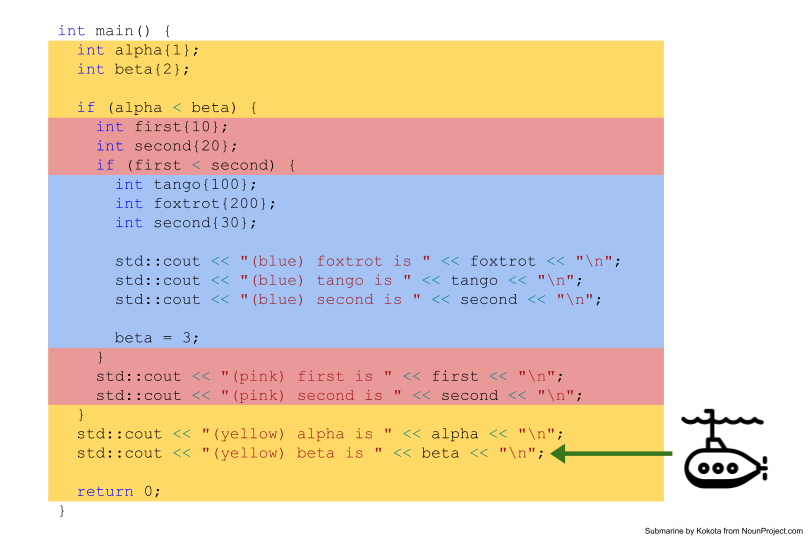 int main() {
  int alpha{1};
  int beta{2};

  if (alpha < beta) {
    int first{10};
    int second{20};
    if (first < second) {
      int tango{100};
      int foxtrot{200};
      int second{30};

      std::cout << "(blue) foxtrot is " << foxtrot << "\n";
      std::cout << "(blue) tango is " << tango << "\n";
      std::cout << "(blue) second is " << second << "\n";

      beta = 3;
    }
    std::cout << "(pink) first is " << first << "\n";
    std::cout << "(pink) second is " << second << "\n";
  }
  std::cout << "(yellow) alpha is " << alpha << "\n";
  std::cout << "(yellow) beta is " << beta << "\n";

  return 0;
}
Submarine by Kokota from NounProject.com